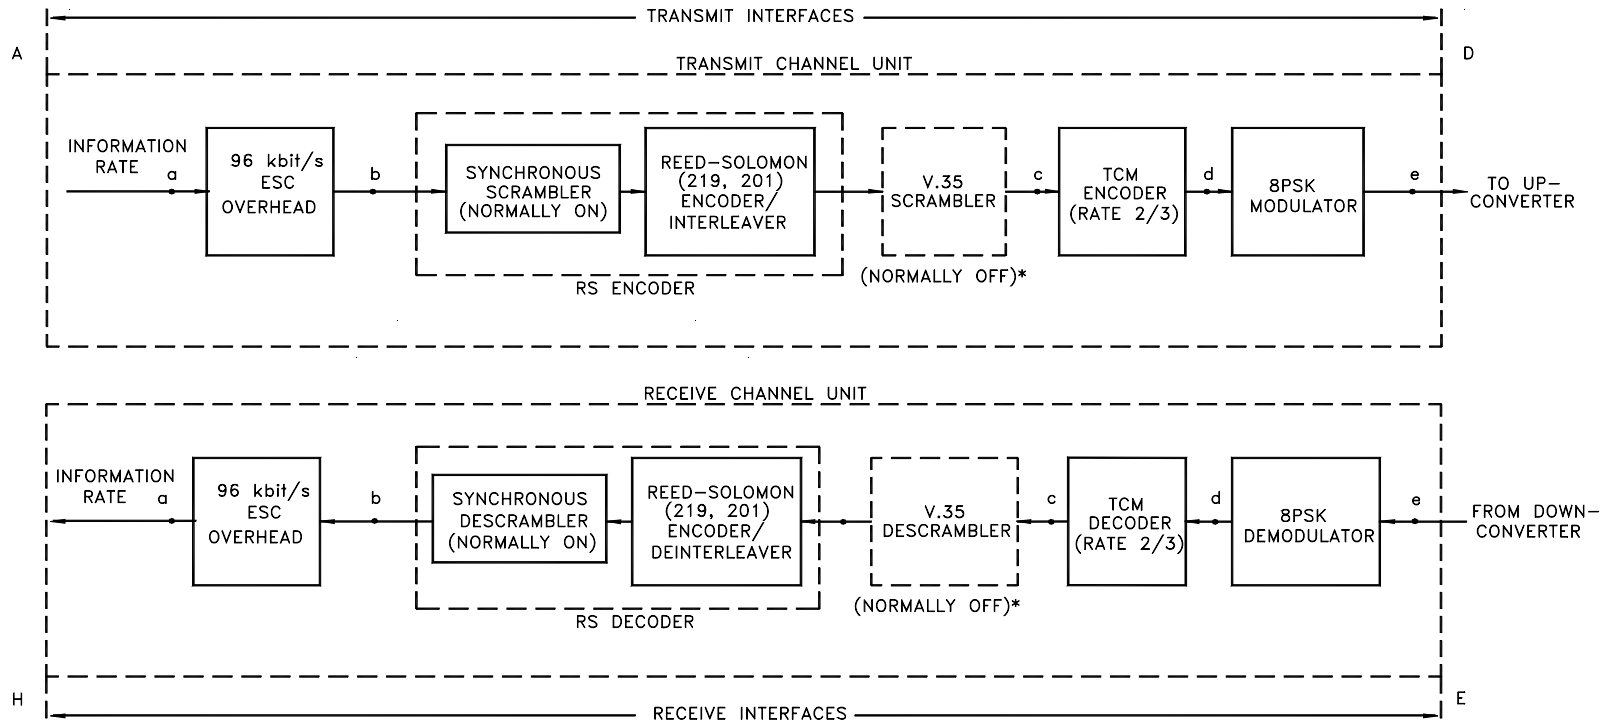 TRANSMIT INTERFACES
A
D
TRANSMIT CHANNEL UNIT
INFORMATION
RATE
a
96 kbit/s
ESC
OVERHEAD
b
SYNCHRONOUS
SCRAMBLER
(NORMALLY ON)
REED-SOLOMON
(219, 201)
ENCODER/
INTERLEAVER
RS ENCODER
V.35
SCRAMBLER
(NORMALLY OFF)*
c
TCM
ENCODER
(RATE 2/3)
d
8PSK
MODULATOR
e
TO UP-
CONVERTER
RECEIVE CHANNEL UNIT
INFORMATION
RATE
a
96 kbit/s
ESC
OVERHEAD
b
SYNCHRONOUS
DESCRAMBLER
(NORMALLY ON)
REED-SOLOMON
(219, 201)
ENCODER/
DEINTERLEAVER
RS DECODER
V.35
DESCRAMBLER
(NORMALLY OFF)*
c
TCM
DECODER
(RATE 2/3)
d
8PSK
DEMODULATOR
e
FROM DOWN-
CONVERTER
H
E
RECEIVE INTERFACES